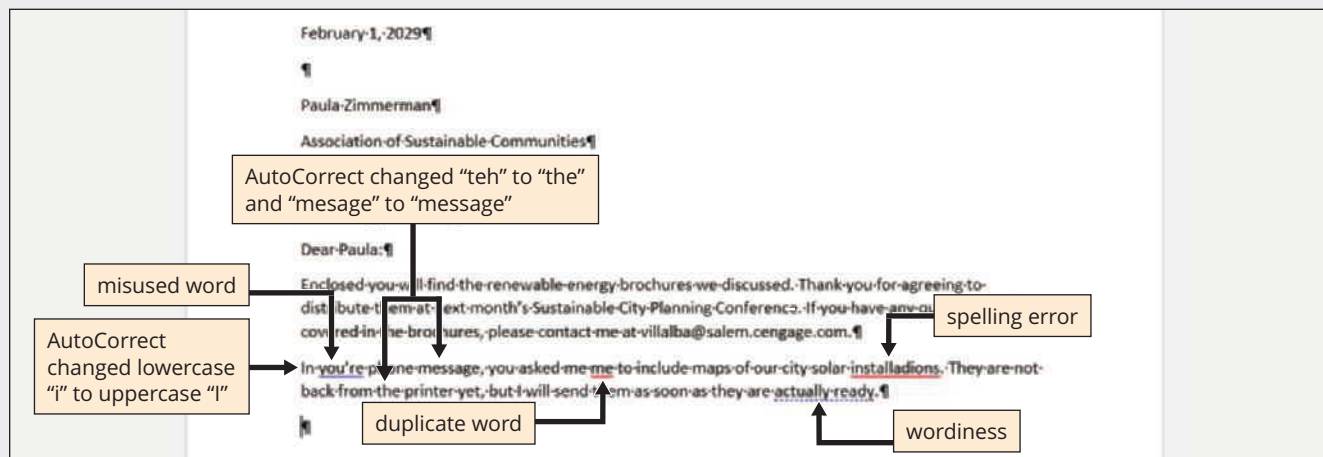 February·1,·2029¶
¶
Paula·Zimmerman¶
Association·of·Sustainable·Communities¶
AutoCorrect changed “teh” to “the”
and “mesage” to “message”
Dear·Paula:¶
misused word
Enclosed·you·will·find·the·renewable·energy·brochures·we·discussed.·Thank·you·for·agreeing·to·
distribute·them·at·next·month's·Sustainable·City·Planning·Conference.·If·you·have·any·
spelling error
covered·in·the·brochures,·please·contact·me·at·villalba@salem.cengage.com.¶
AutoCorrect
changed lowercase
“i” to uppercase “I”
In·you're·phone·message,·you·asked·me·me·to·include·maps·of·our·city·solar·installadions.·They·are·not·
back·from·the·printer·yet,·but·I·will·send·them·as·soon·as·they·are·actually·ready.¶
¶
duplicate word
wordiness